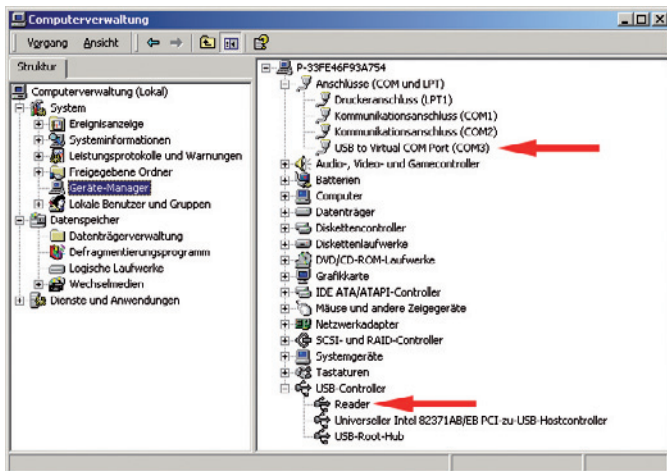 Computerverwaltung
Vorgang Ansicht
Struktur
Computerverwaltung (Lokal)
System
Ereignisanzeige
Systeminformationen
Leistungsprotokolle und Warnungen
Freigegebene Ordner
Geräte-Manager
Lokale Benutzer und Gruppen
Datenspeicher
Datenträgerverwaltung
Defragmentierungsprogramm
Logische Laufwerke
Wechselmedien
Dienste und Anwendungen
P-33FE46F93A754
Anschlüsse (COM und LPT)
Druckeranschluss (LPT1)
Kommunikationsanschluss (COM1)
Kommunikationsanschluss (COM2)
USB to Virtual COM Port (COM3)
Audio-, Video- und Gamecontroller
Batterien
Computer
Datenträger
Diskettencontroller
Diskettenlaufwerke
DVD/CD-ROM-Laufwerke
Grafikkarte
IDE ATA/ATAPI-Controller
Mäuse und andere Zeigegeräte
Netzwerkadapter
SCSI- und RAID-Controller
Systemgeräte
Tastaturen
USB-Controller
Reader
Universeller Intel 82371AB/EB PCI-zu-USB-Hostcontroller
USB-Root-Hub